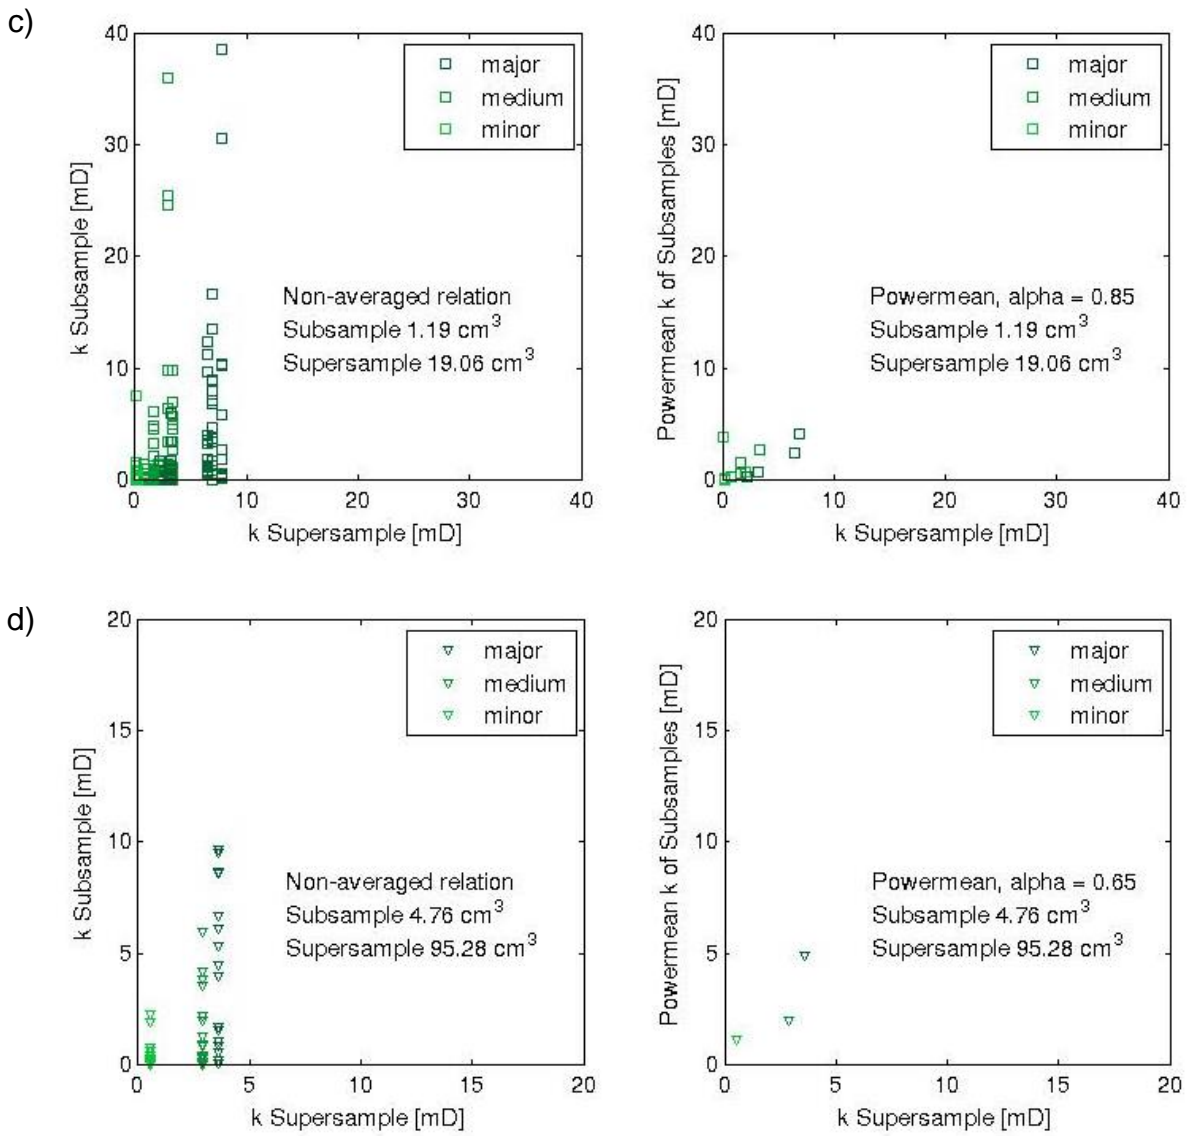 c)
40
30
20
10
0
0
10
20
30
40
k Subsample [mD]
k Supersample [mD]
major
medium
minor
Non-averaged relation
Subsample 1.19 cm³
Supersample 19.06 cm³
40
30
20
10
0
0
10
20
30
40
Powermean k of Subsamples [mD]
k Supersample [mD]
major
medium
minor
Powermean, alpha = 0.85
Subsample 1.19 cm³
Supersample 19.06 cm³
d)
20
15
10
5
0
0
5
10
15
20
k Subsample [mD]
k Supersample [mD]
major
medium
minor
Non-averaged relation
Subsample 4.76 cm³
Supersample 95.28 cm³
20
15
10
5
0
0
5
10
15
20
Powermean k of Subsamples [mD]
k Supersample [mD]
major
medium
minor
Powermean, alpha = 0.65
Subsample 4.76 cm³
Supersample 95.28 cm³